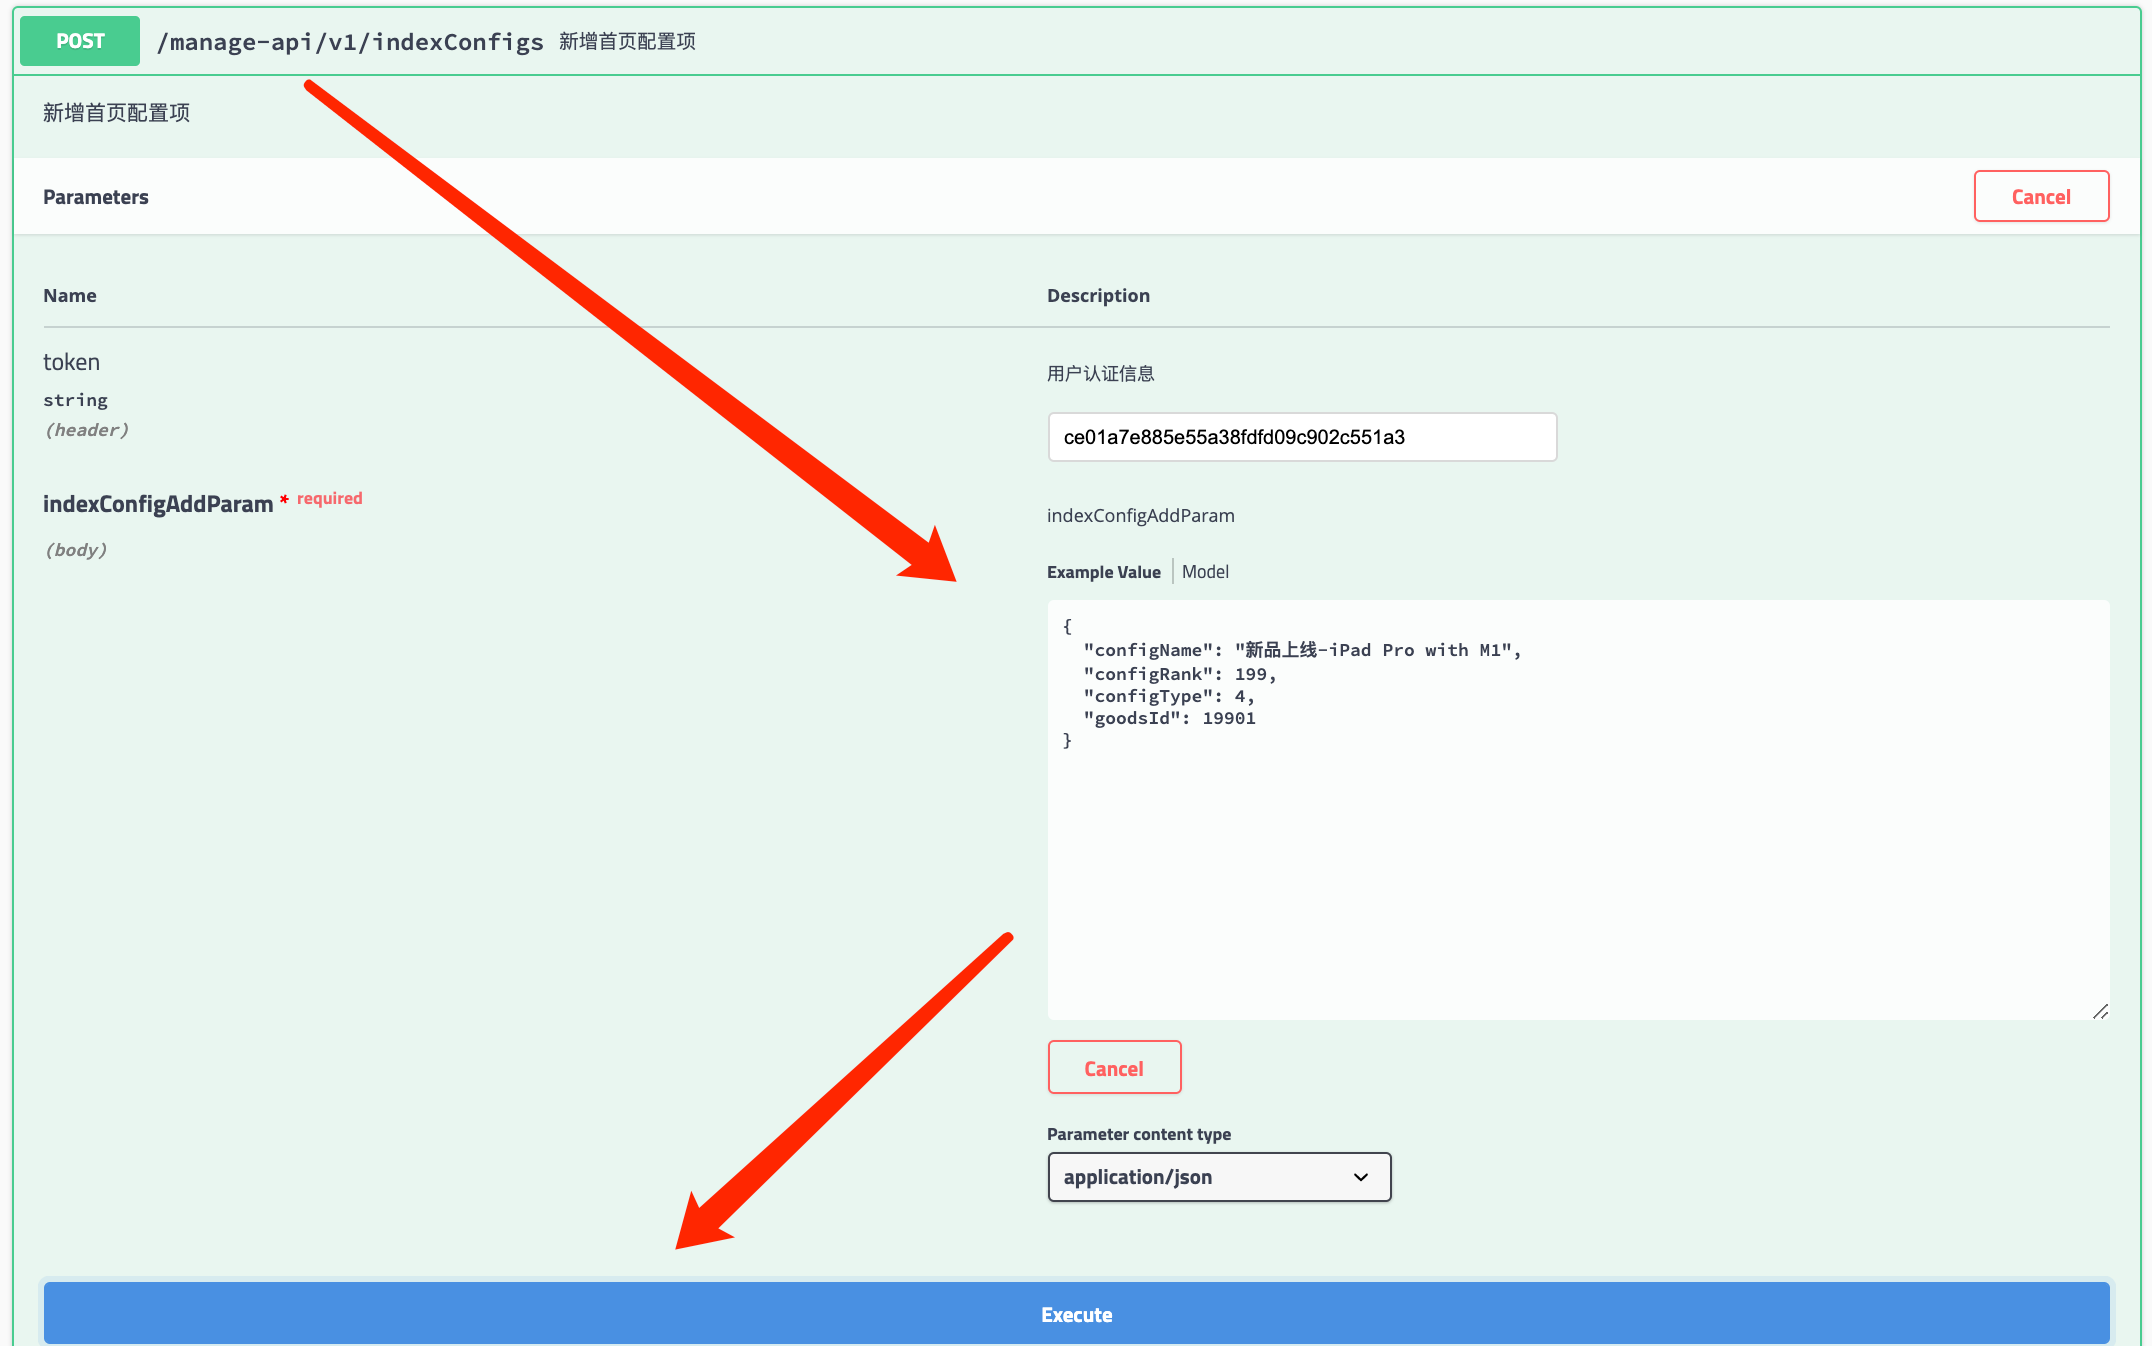 POST /manage-api/v1/indexConfigs 新增首页配置项
新增首页配置项
Parameters
Cancel
Name
Description
token
string
(header)
用户认证信息
ce01a7e885e55a38fdfd09c902c551a3
indexConfigAddParam * required
(body)
indexConfigAddParam
Example Value | Model
{
  "configName": "新品上线-iPad Pro with M1",
  "configRank": 199,
  "configType": 4,
  "goodsId": 19901
}
Cancel
Parameter content type
application/json
Execute